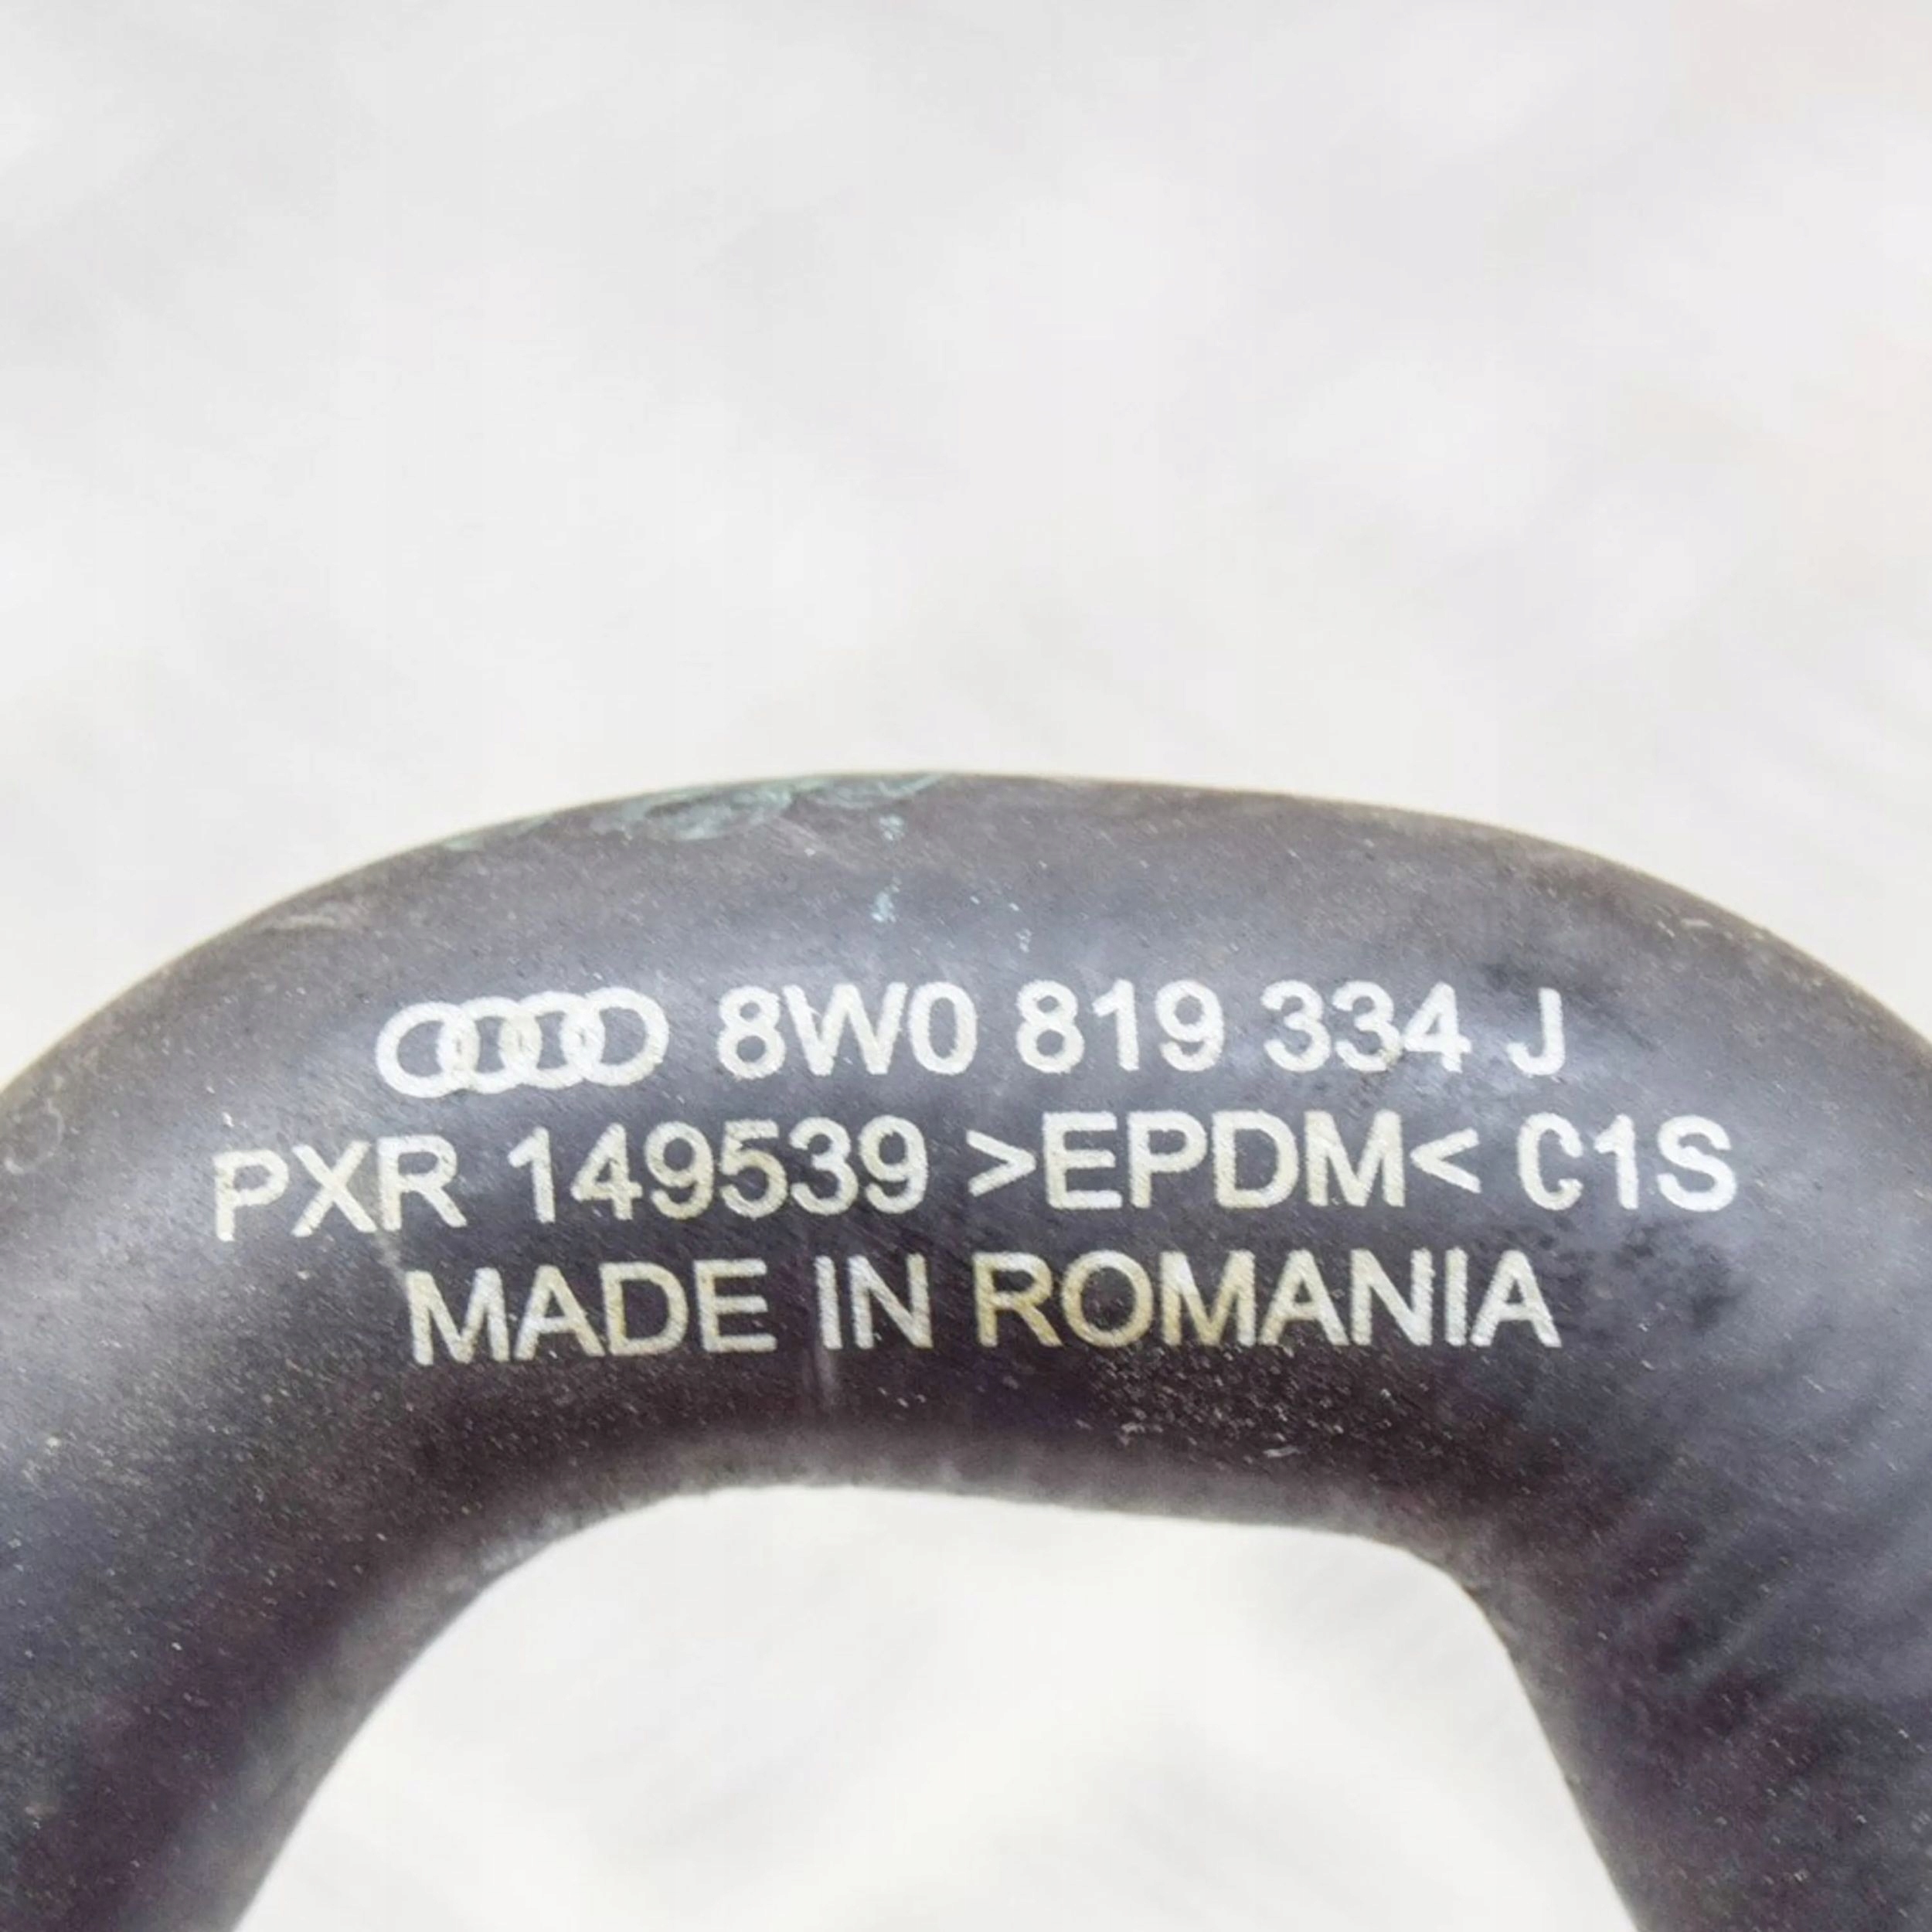 8W0 819 334 J
PXR 149539 >EPDM< C1S
MADE IN ROMANIA